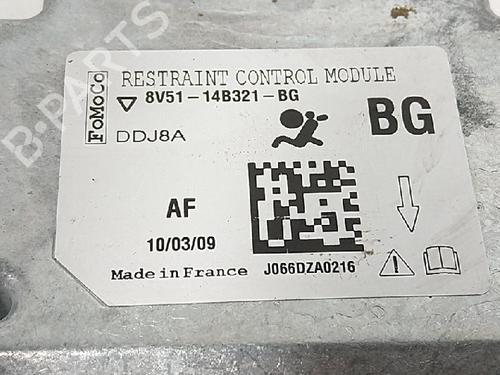 FoMoCo
RESTRAINT CONTROL MODULE
8V51-14B321-BG
DDJ8A
BG
AF
10/03/09
Made in France
J066DZA0216
B-PARTS